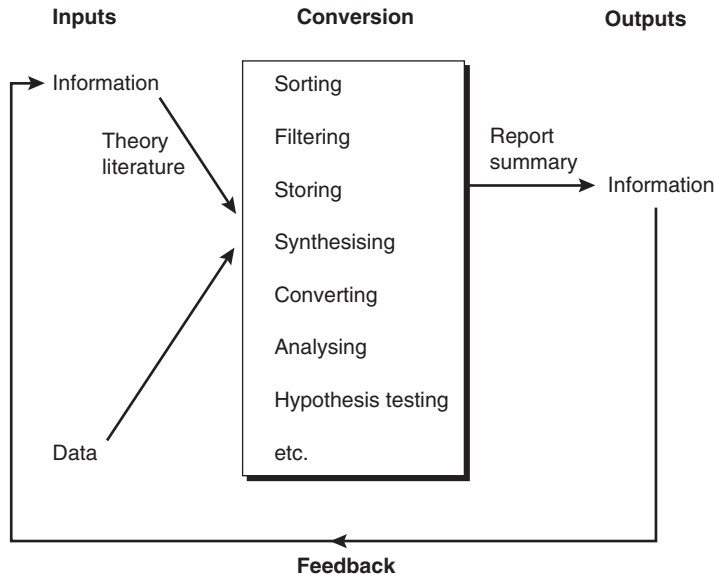 Inputs
Conversion
Outputs
Information
Theory
literature
Data
Sorting
Filtering
Storing
Synthesising
Converting
Analysing
Hypothesis testing
etc.
Report
summary
Information
Feedback